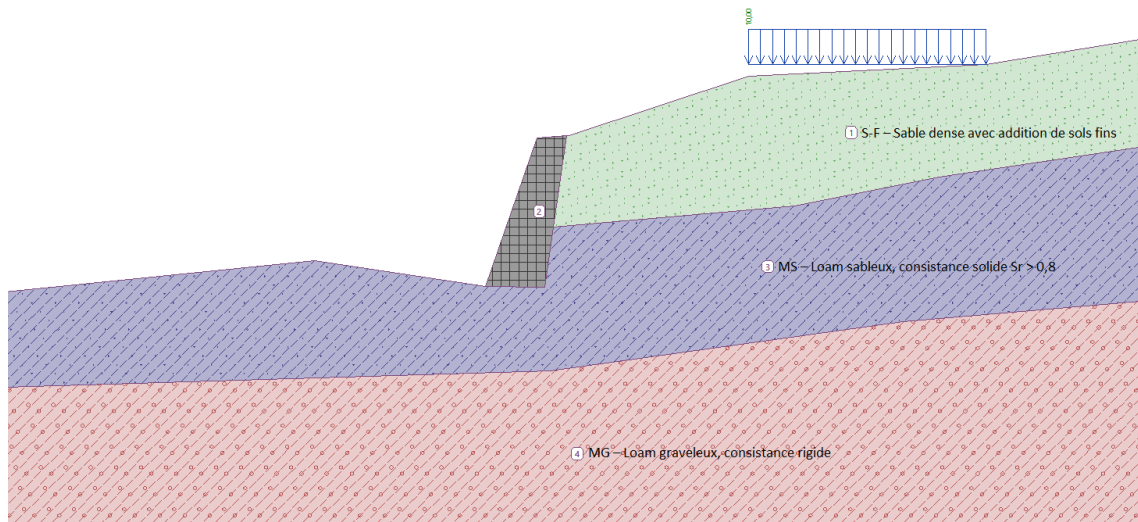 10,00
1 S-F – Sable dense avec addition de sols fins
2
3 MS – Loam sableux, consistance solide Sr > 0,8
4 MG – Loam graveleux, consistance rigide